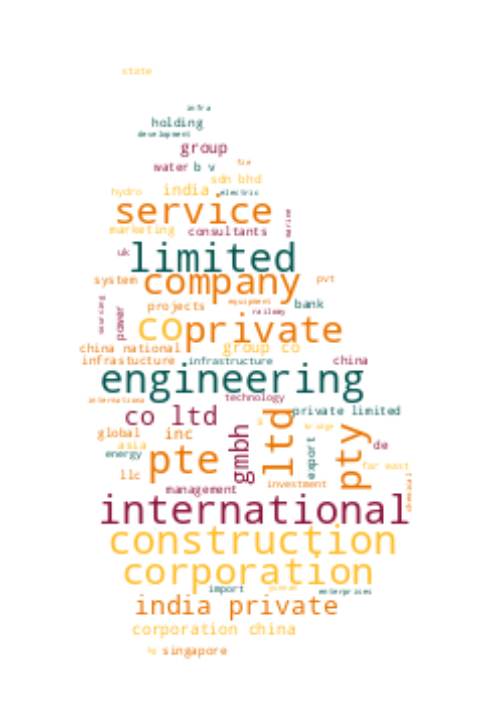 state
infra
holding
development
group
water b v
sdn bhd
hydro india electric
service
marine
marketing consultants
uk limited
system company pvt
equipment
sourcing power projects railway bank
co private
china national group co
infrastucture infrastructure china
engineering
international technology
co ltd private limited
global inc gmbh ltd s bridge
asia pty de
energy pte export far east
llc investment chemical
management
international
construction
corporation
import enterprises
india private
corporation china
singapore